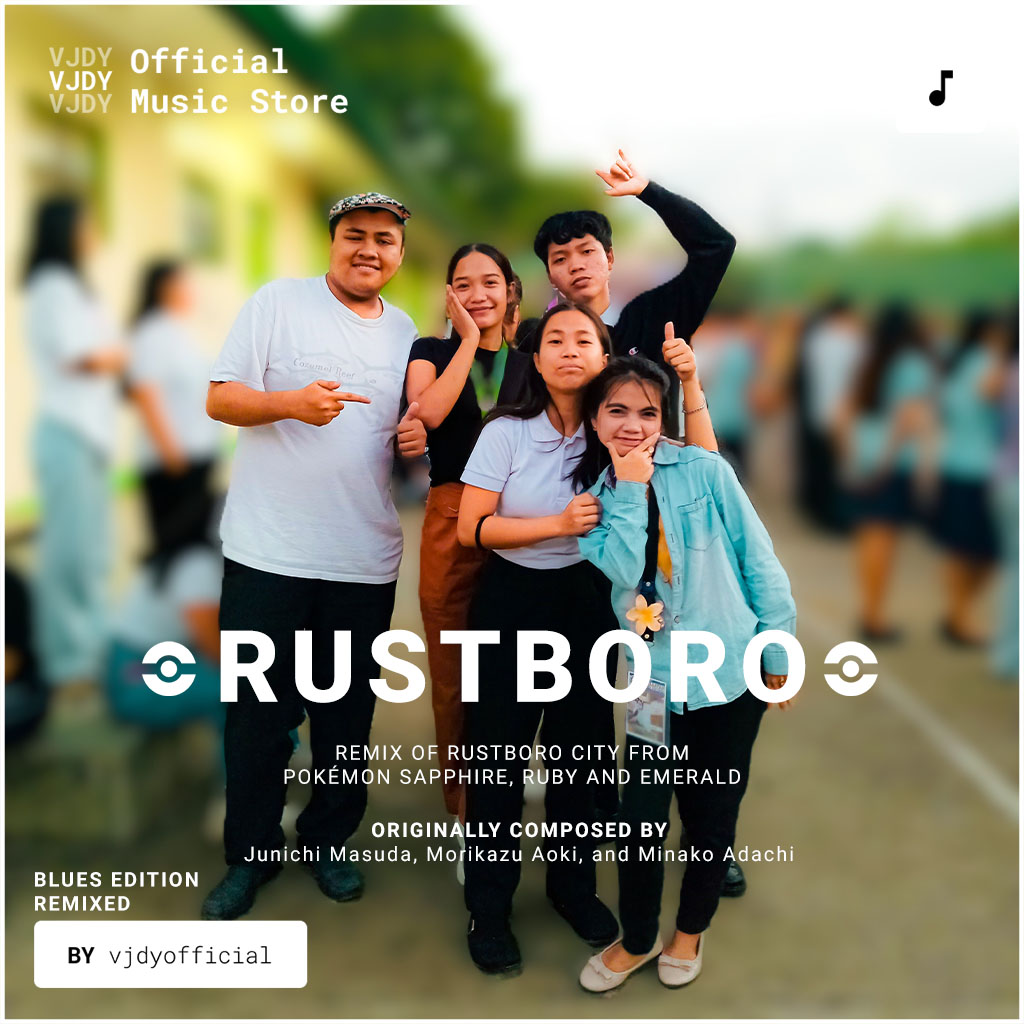 VJDY
VJDY
VJDY
Official
Music Store
RUSTBORO
REMIX OF RUSTBORO CITY FROM
POKÉMON SAPPHIRE, RUBY AND EMERALD
ORIGINALLY COMPOSED BY
Junichi Masuda, Morikazu Aoki, and Minako Adachi
BLUES EDITION
REMIXED
BY vjdyofficial